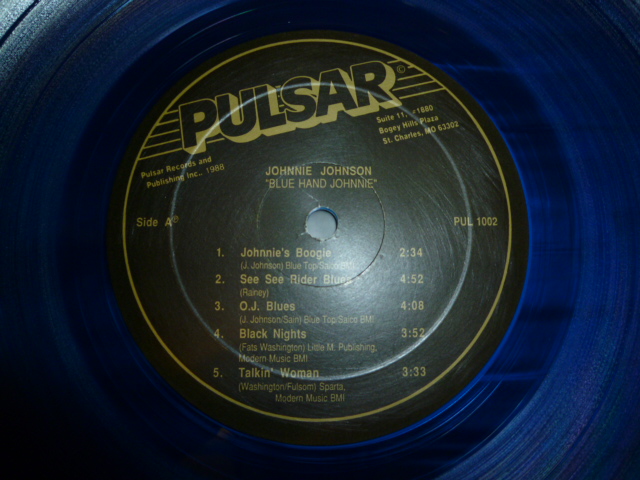 PULSAR©
Pulsar Records and
Publishing Inc., 1988
Suite 11, #1880
Bogey Hills Plaza
St. Charles, MO 63302
JOHNNIE JOHNSON
"BLUE HAND JOHNNIE"
Side A℗
PUL 1002
1. Johnnie's Boogie 2:34
(J. Johnson) Blue Top/Saico BMI
2. See See Rider Blues 4:52
(Rainey)
3. O.J. Blues 4:08
(J. Johnson/Sain) Blue Top/Saico BMI
4. Black Nights 3:52
(Fats Washington) Little M. Publishing,
Modern Music BMI
5. Talkin' Woman 3:33
(Washington/Fulsom) Sparta,
Modern Music BMI